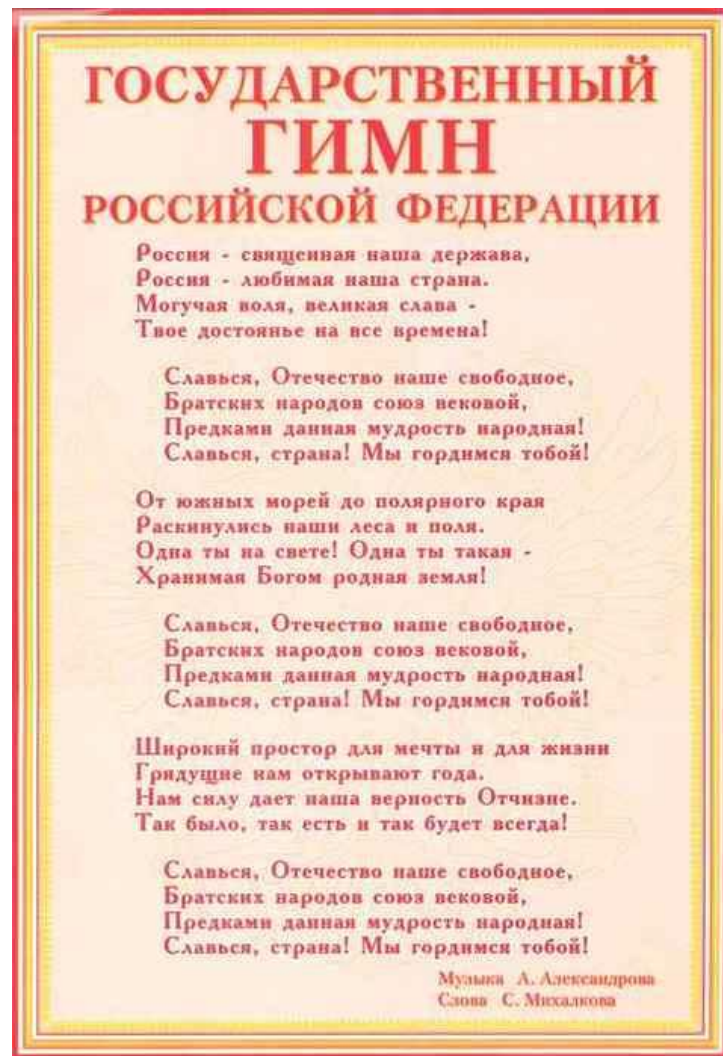 ГОСУДАРСТВЕННЫЙ
ГИМН
РОССИЙСКОЙ ФЕДЕРАЦИИ
Россия - священная наша держава,
Россия - любимая наша страна.
Могучая воля, великая слава -
Твое достоянье на все времена!
Славься, Отечество наше свободное,
Братских народов союз вековой,
Предками данная мудрость народная!
Славься, страна! Мы гордимся тобой!
От южных морей до полярного края
Раскинулись наши леса и поля.
Одна ты на свете! Одна ты такая -
Хранимая Богом родная земля!
Славься, Отечество наше свободное,
Братских народов союз вековой,
Предками данная мудрость народная!
Славься, страна! Мы гордимся тобой!
Широкий простор для мечты и для жизни
Грядущие нам открывают года.
Нам силу дает наша верность Отчизне.
Так было, так есть и так будет всегда!
Славься, Отечество наше свободное,
Братских народов союз вековой,
Предками данная мудрость народная!
Славься, страна! Мы гордимся тобой!
Музыка А. Александрова
Слова С. Михалкова